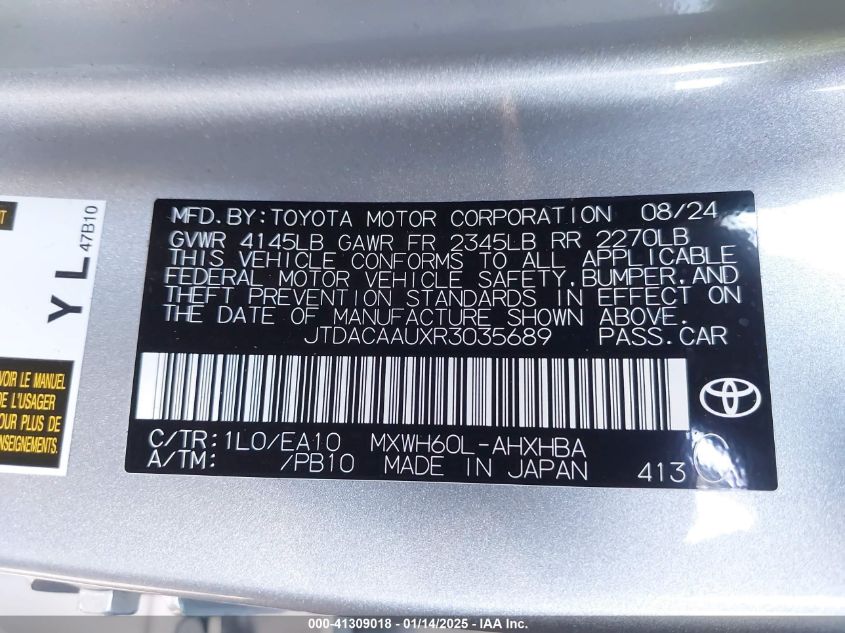 T
YL
47B10
VOIR LE MANUEL
DE L'USAGER
POUR PLUS DE
RENSEIGNEMENTS.
MFD.BY:TOYOTA MOTOR CORPORATION 08/24
GVWR 4145LB GAWR FR 2345LB RR 2270LB
THIS VEHICLE CONFORMS TO ALL APPLICABLE
FEDERAL MOTOR VEHICLE SAFETY,BUMPER,AND
THEFT PREVENTION STANDARDS IN EFFECT ON
THE DATE OF MANUFACTURE SHOWN ABOVE.
JTDACAAUXR3035689 PASS.CAR
C/TR:1L0/EA10 MXWH60L-AHXHBA
A/TM: /PB10 MADE IN JAPAN 413 C
000-41309018 - 01/14/2025 - IAA Inc.